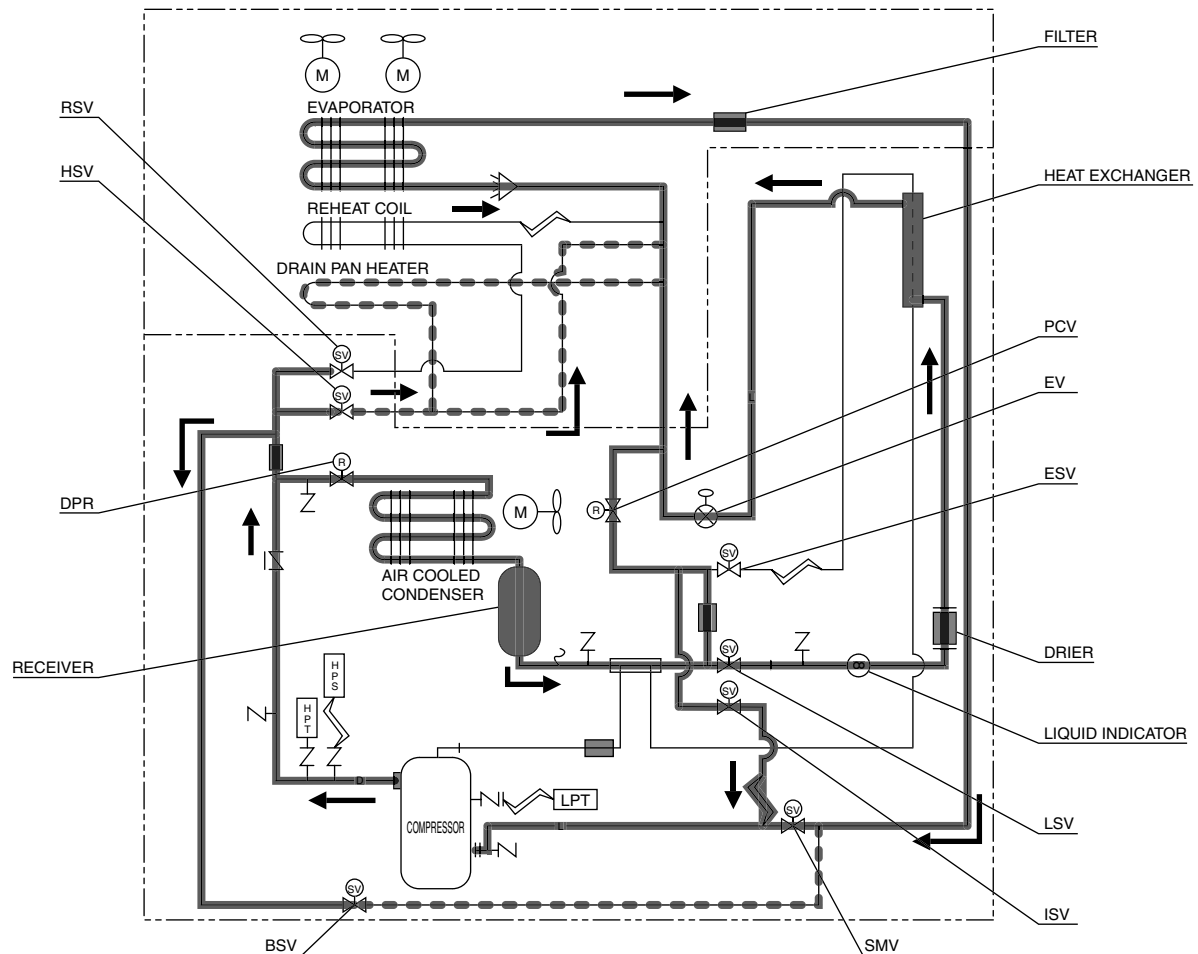 FILTER
RSV
M M
EVAPORATOR
HSV
HEAT EXCHANGER
REHEAT COIL
DRAIN PAN HEATER
PCV
SV
EV
SV
R
ESV
DPR
M
R
SV
AIR COOLED
CONDENSER
RECEIVER
SV
DRIER
HPS
SV
HPT
LIQUID INDICATOR
LPT
SV
COMPRESSOR
LSV
SV
ISV
BSV
SMV